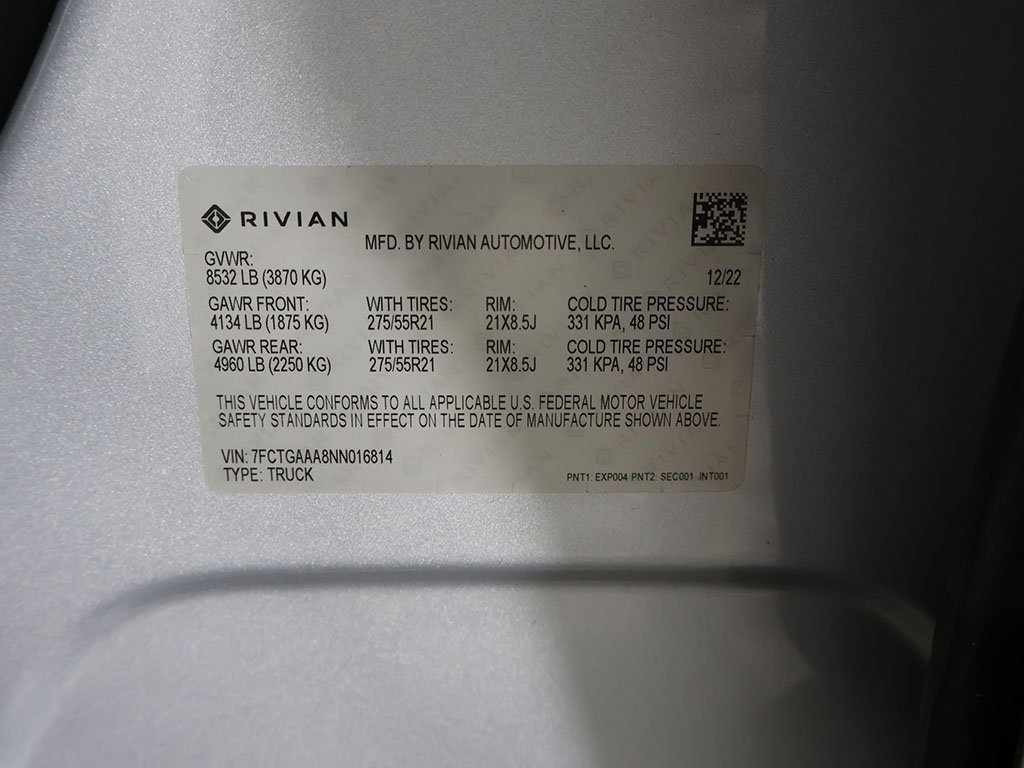 RIVIAN
MFD. BY RIVIAN AUTOMOTIVE, LLC.
GVWR:
8532 LB (3870 KG) 12/22
GAWR FRONT: WITH TIRES: RIM: COLD TIRE PRESSURE:
4134 LB (1875 KG) 275/55R21 21X8.5J 331 KPA, 48 PSI
GAWR REAR: WITH TIRES: RIM: COLD TIRE PRESSURE:
4960 LB (2250 KG) 275/55R21 21X8.5J 331 KPA, 48 PSI
THIS VEHICLE CONFORMS TO ALL APPLICABLE U.S. FEDERAL MOTOR VEHICLE
SAFETY STANDARDS IN EFFECT ON THE DATE OF MANUFACTURE SHOWN ABOVE.
VIN: 7FCTGAAA8NN016814
TYPE: TRUCK PNT1: EXP004 PNT2: SEC001 INT001